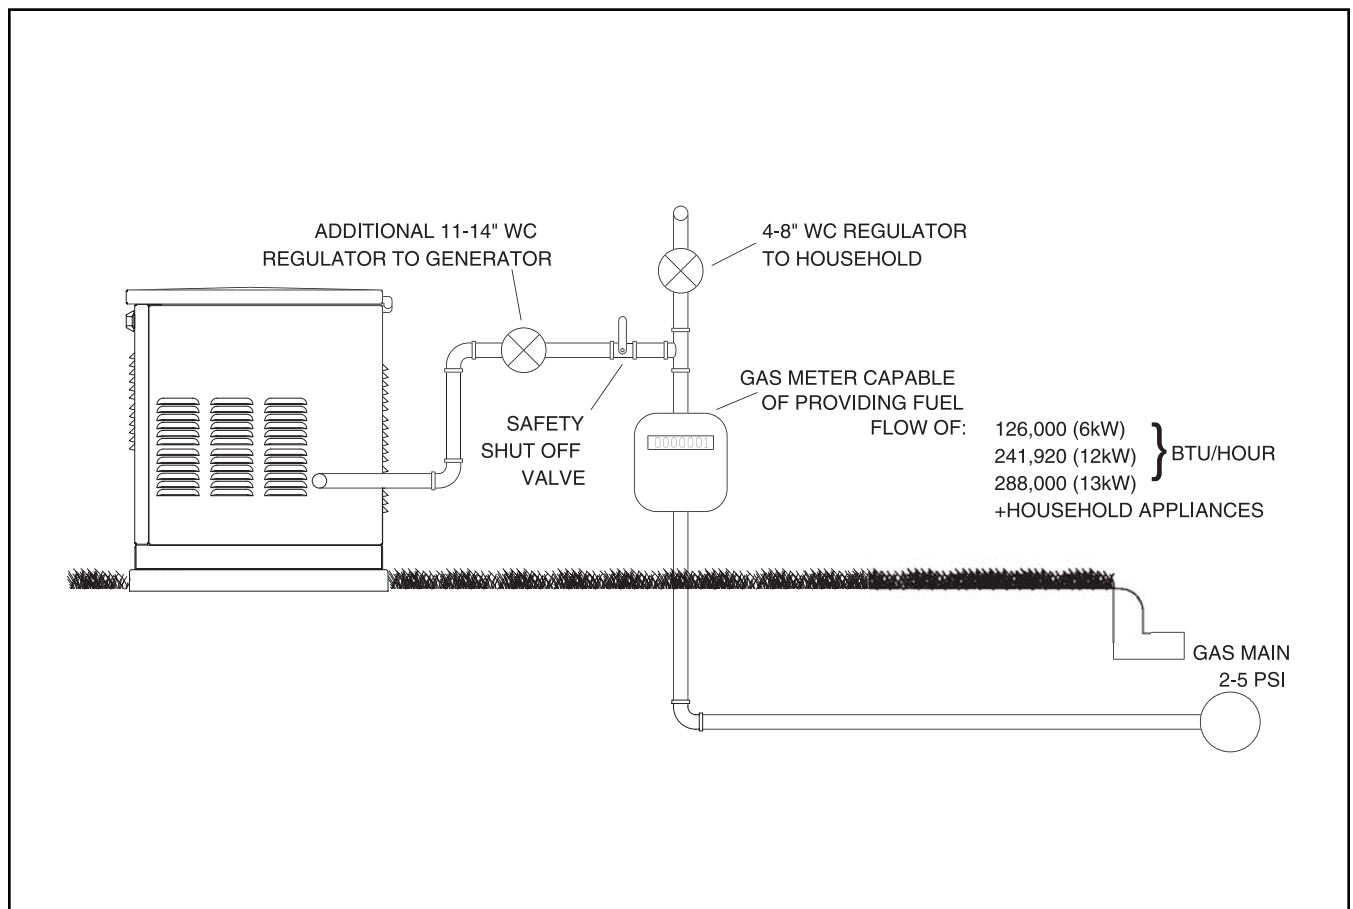 ADDITIONAL 11-14" WC
REGULATOR TO GENERATOR
4-8" WC REGULATOR
TO HOUSEHOLD
SAFETY
SHUT OFF
VALVE
GAS METER CAPABLE
OF PROVIDING FUEL
FLOW OF:
126,000 (6kW)
241,920 (12kW)
288,000 (13kW)
BTU/HOUR
+HOUSEHOLD APPLIANCES
0000001
GAS MAIN
2-5 PSI